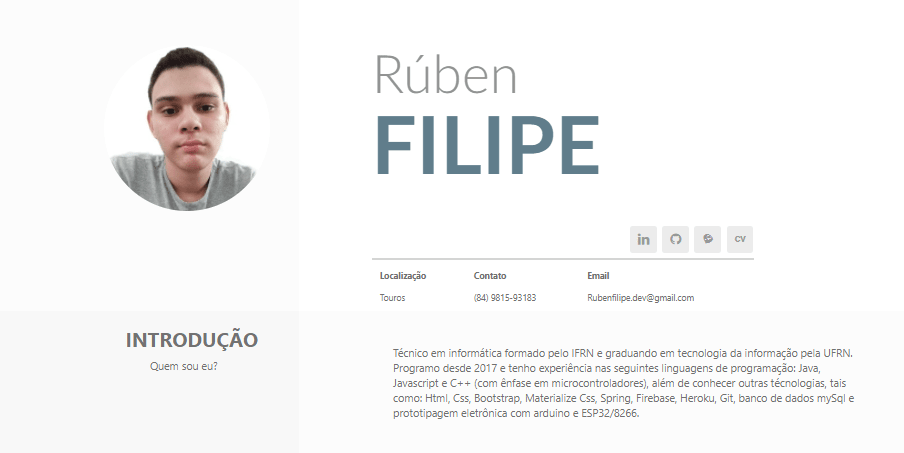 Rúben
FILIPE
in
CV
Localização Contato Email
Touros (84) 9815-93183 Rubenfilipe.dev@gmail.com
INTRODUÇÃO
Quem sou eu?
Técnico em informática formado pelo IFRN e graduando em tecnologia da informação pela UFRN.
Programo desde 2017 e tenho experiência nas seguintes linguagens de programação: Java,
Javascript e C++ (com ênfase em microcontroladores), além de conhecer outras técnologias, tais
como: Html, Css, Bootstrap, Materialize Css, Spring, Firebase, Heroku, Git, banco de dados mySql e
prototipagem eletrônica com arduino e ESP32/8266.